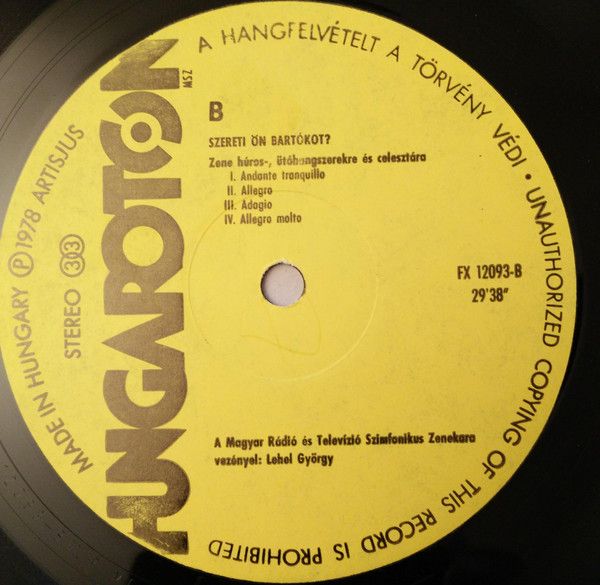 HUNGAROTON
MSZ
A HANGFELVÉTELT A TÖRVÉNY VÉDI • UNAUTHORIZED COPYING OF THIS RECORD IS PROHIBITED
MADE IN HUNGARY Ⓟ 1978 ARTISJUS
STEREO 33
B
SZERETI ÖN BARTÓKOT?
Zene húros-, ütőhangszerekre és celesztára
I. Andante tranquillo
II. Allegro
III. Adagio
IV. Allegro molto
FX 12093-B
29'38"
A Magyar Rádió és Televízió Szimfonikus Zenekara
vezényel: Lehel György